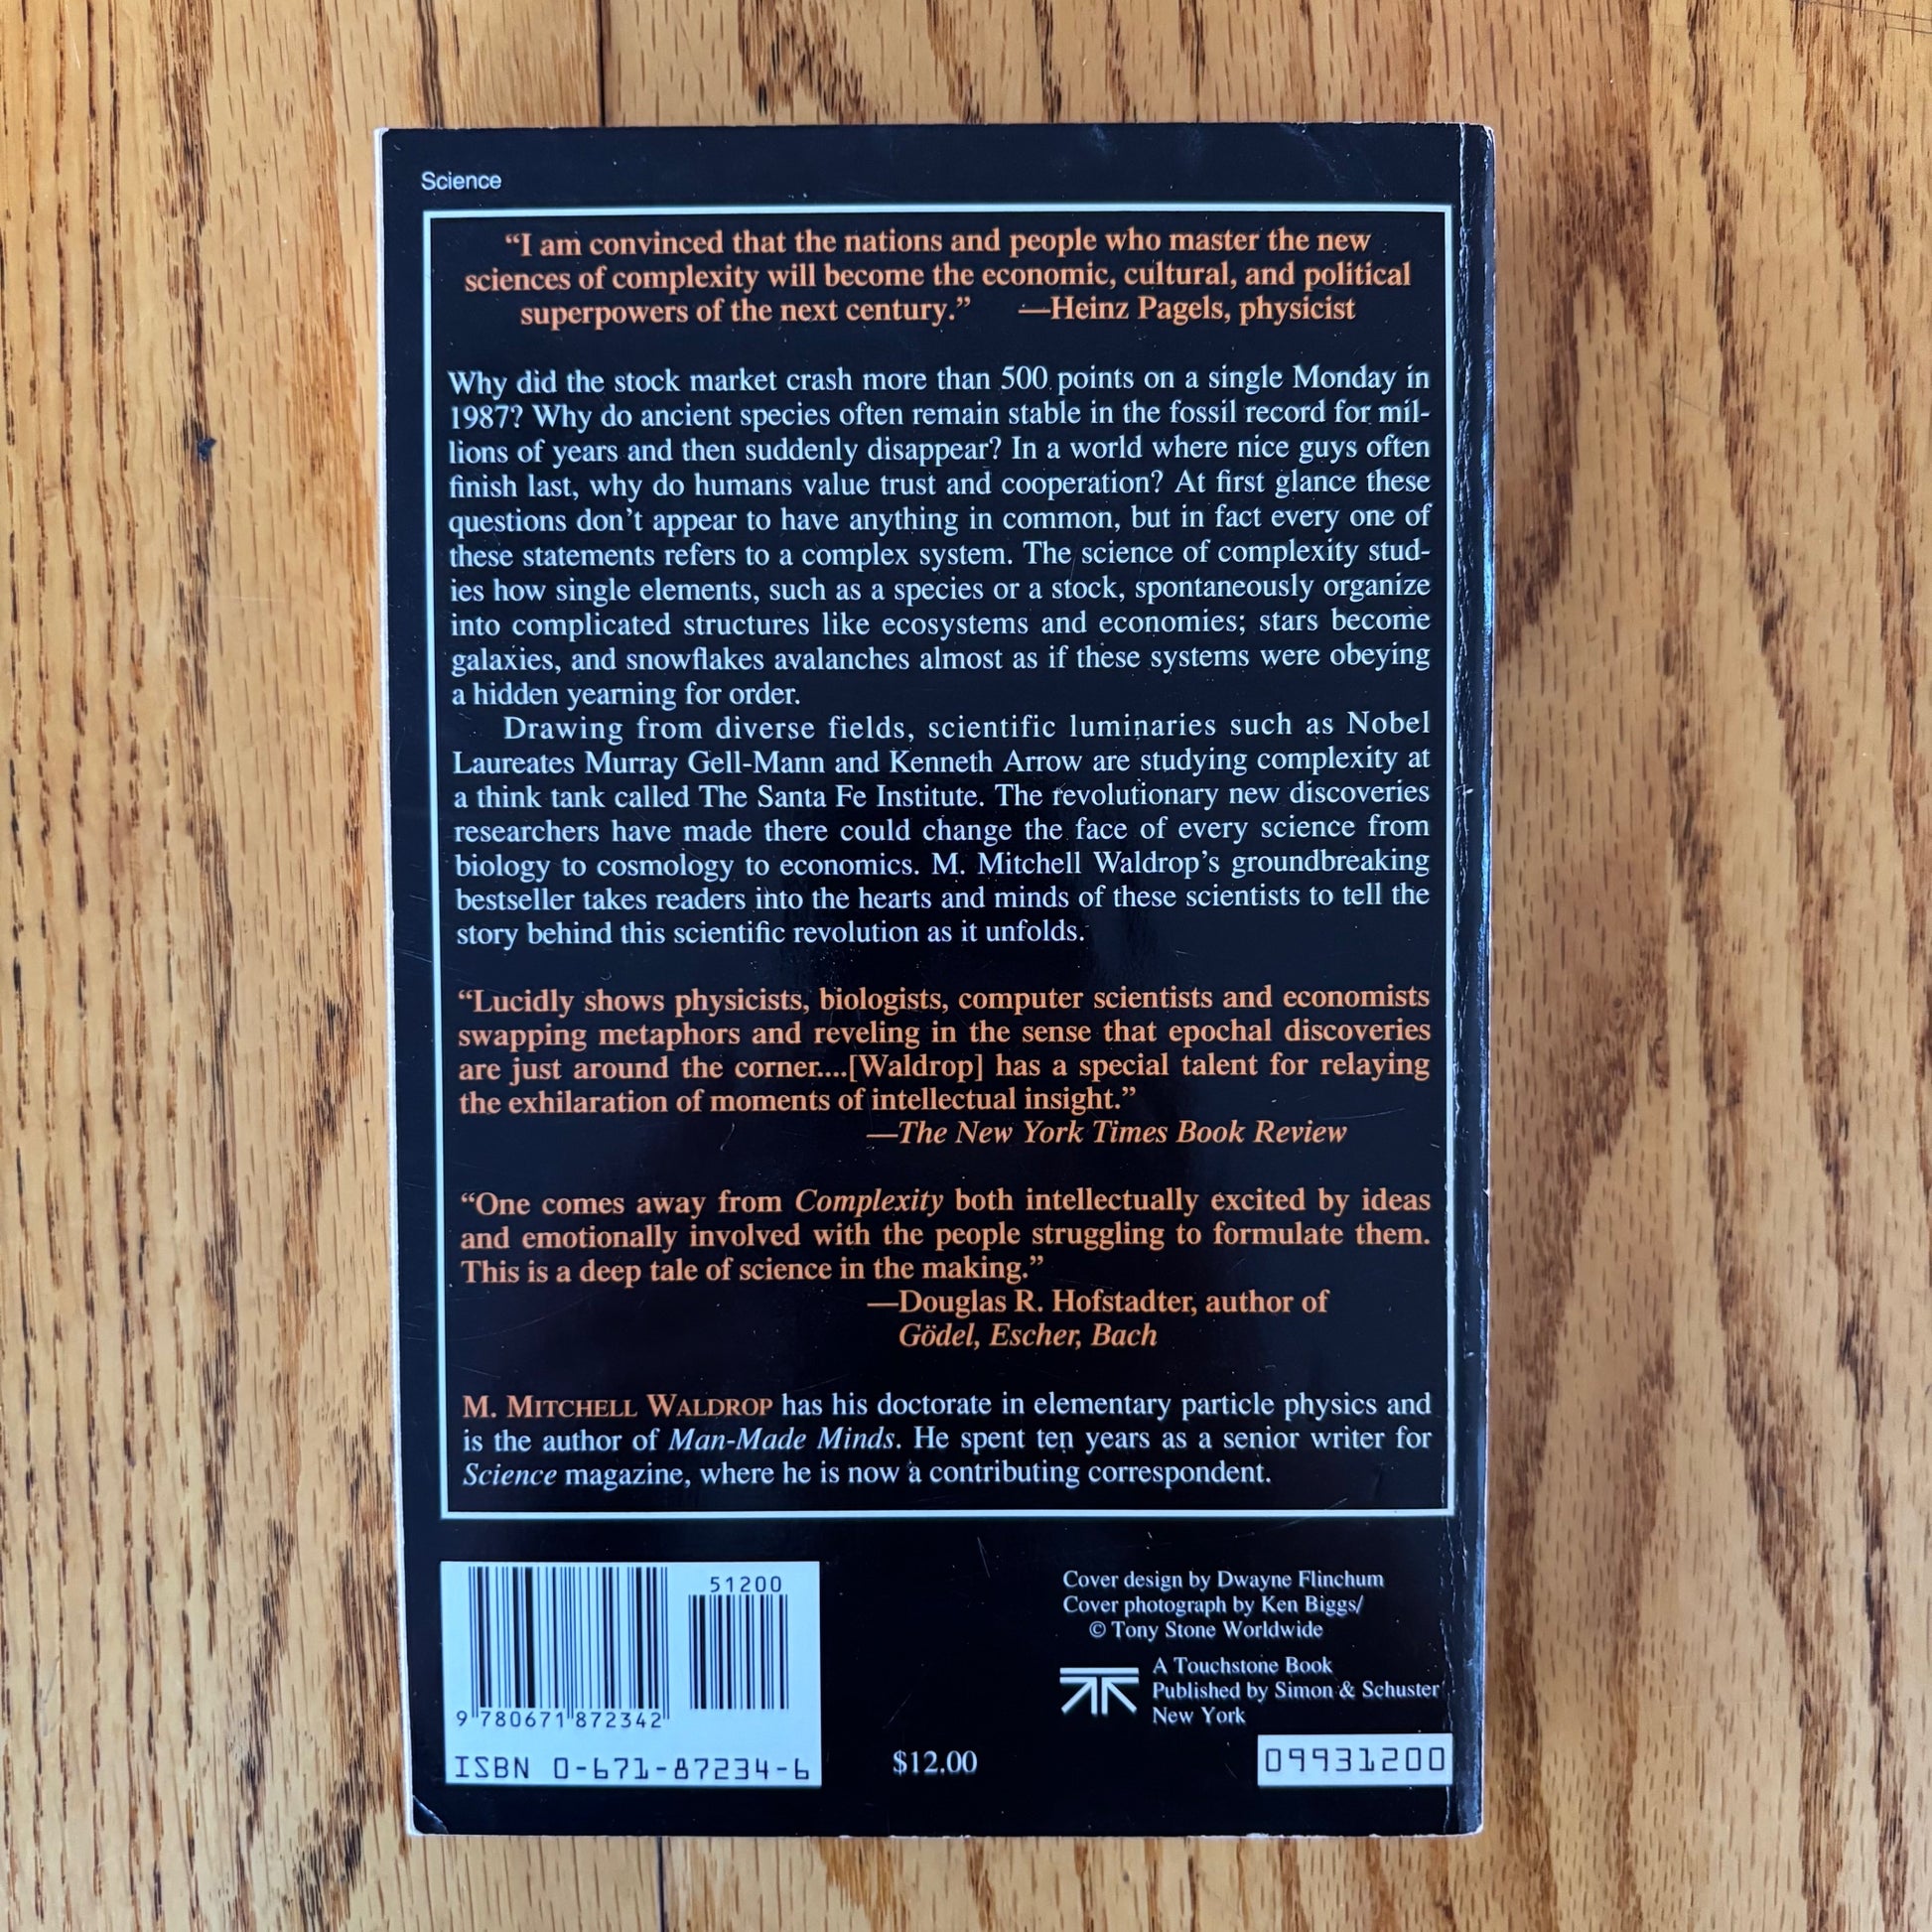 Science
“I am convinced that the nations and people who master the new
sciences of complexity will become the economic, cultural, and political
superpowers of the next century.” —Heinz Pagels, physicist
Why did the stock market crash more than 500 points on a single Monday in
1987? Why do ancient species often remain stable in the fossil record for mil-
lions of years and then suddenly disappear? In a world where nice guys often
finish last, why do humans value trust and cooperation? At first glance these
questions don’t appear to have anything in common, but in fact every one of
these statements refers to a complex system. The science of complexity stud-
ies how single elements, such as a species or a stock, spontaneously organize
into complicated structures like ecosystems and economies; stars become
galaxies, and snowflakes avalanches almost as if these systems were obeying
a hidden yearning for order.
Drawing from diverse fields, scientific luminaries such as Nobel
Laureates Murray Gell-Mann and Kenneth Arrow are studying complexity at
a think tank called The Santa Fe Institute. The revolutionary new discoveries
researchers have made there could change the face of every science from
biology to cosmology to economics. M. Mitchell Waldrop’s groundbreaking
bestseller takes readers into the hearts and minds of these scientists to tell the
story behind this scientific revolution as it unfolds.
“Lucidly shows physicists, biologists, computer scientists and economists
swapping metaphors and reveling in the sense that epochal discoveries
are just around the corner....[Waldrop] has a special talent for relaying
the exhilaration of moments of intellectual insight.”
—The New York Times Book Review
“One comes away from Complexity both intellectually excited by ideas
and emotionally involved with the people struggling to formulate them.
This is a deep tale of science in the making.”
—Douglas R. Hofstadter, author of
Gödel, Escher, Bach
M. MITCHELL WALDROP has his doctorate in elementary particle physics and
is the author of Man-Made Minds. He spent ten years as a senior writer for
Science magazine, where he is now a contributing correspondent.
51200
9 780671 872342
ISBN 0-671-87234-6
$12.00
Cover design by Dwayne Flinchum
Cover photograph by Ken Biggs/
© Tony Stone Worldwide
A Touchstone Book
Published by Simon & Schuster
New York
09931200